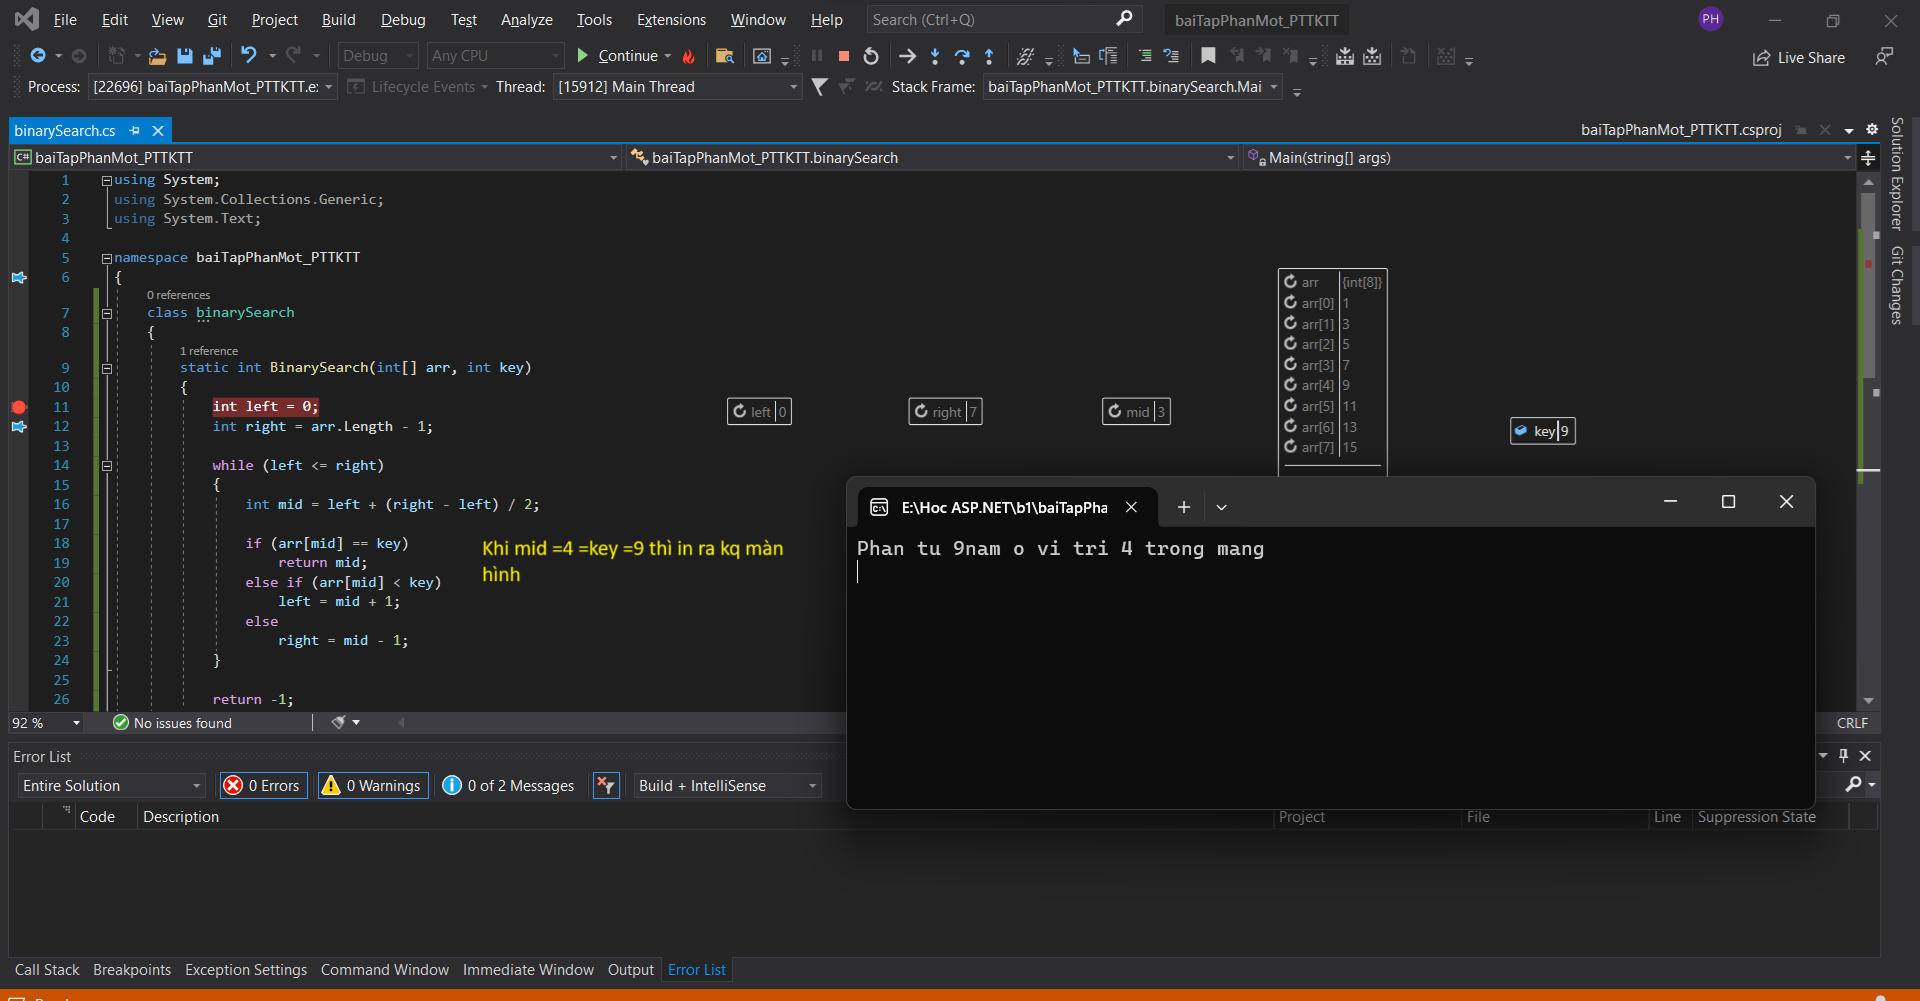 File Edit View Git Project Build Debug Test Analyze Tools Extensions Window Help Search (Ctrl+Q) baiTapPhanMot_PTTKTT PH
Debug Any CPU Continue Live Share
Process: [22696] baiTapPhanMot_PTTKTT.ex Lifecycle Events Thread: [15912] Main Thread Stack Frame: baiTapPhanMot_PTTKTT.binarySearch.Mai
binarySearch.cs baiTapPhanMot_PTTKTT.csproj
C# baiTapPhanMot_PTTKTT baiTapPhanMot_PTTKTT.binarySearch Main(string[] args)
Solution Explorer
Git Changes
1 using System;
2 using System.Collections.Generic;
3 using System.Text;
4
5 namespace baiTapPhanMot_PTTKTT
6 {
0 references
7 class binarySearch
8 {
1 reference
9 static int BinarySearch(int[] arr, int key)
10 {
11 int left = 0;
12 int right = arr.Length - 1;
13
14 while (left <= right)
15 {
16 int mid = left + (right - left) / 2;
17
18 if (arr[mid] == key)
19 return mid;
20 else if (arr[mid] < key)
21 left = mid + 1;
22 else
23 right = mid - 1;
24 }
25
26 return -1;
left 0
right 7
mid 3
arr {int[8]}
arr[0] 1
arr[1] 3
arr[2] 5
arr[3] 7
arr[4] 9
arr[5] 11
arr[6] 13
arr[7] 15
key 9
Khi mid =4 =key =9 thì in ra kq màn
hình
E:\Hoc ASP.NET\b1\baiTapPha
Phan tu 9nam o vi tri 4 trong mang
92 % No issues found CRLF
Error List
Entire Solution 0 Errors 0 Warnings 0 of 2 Messages Build + IntelliSense
Code Description Project File Line Suppression State
Call Stack Breakpoints Exception Settings Command Window Immediate Window Output Error List